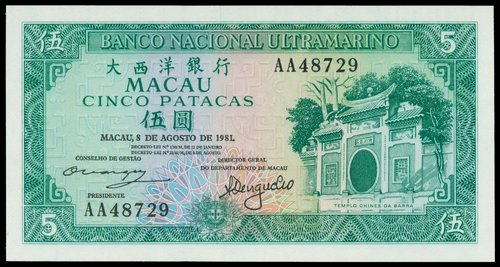 伍 BANCO NACIONAL ULTRAMARINO 5
大西洋銀行
AA48729
MACAU
CINCO PATACAS
伍圓
MACAU, 8 DE AGOSTO DE 1981.
CONSELHO DE GESTÃO
DIRECTOR GERAL
DO DEPARTAMENTO DE MACAU
PRESIDENTE
AA48729
TEMPLO CHINES DA BARRA
5 伍